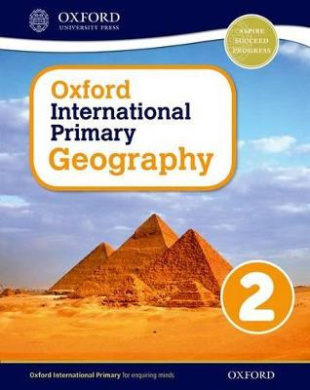 OXFORD
UNIVERSITY PRESS
ASPIRE
SUCCEED
PROGRESS
Oxford
International
Primary
Geography
2
Oxford International Primary for enquiring minds
OXFORD